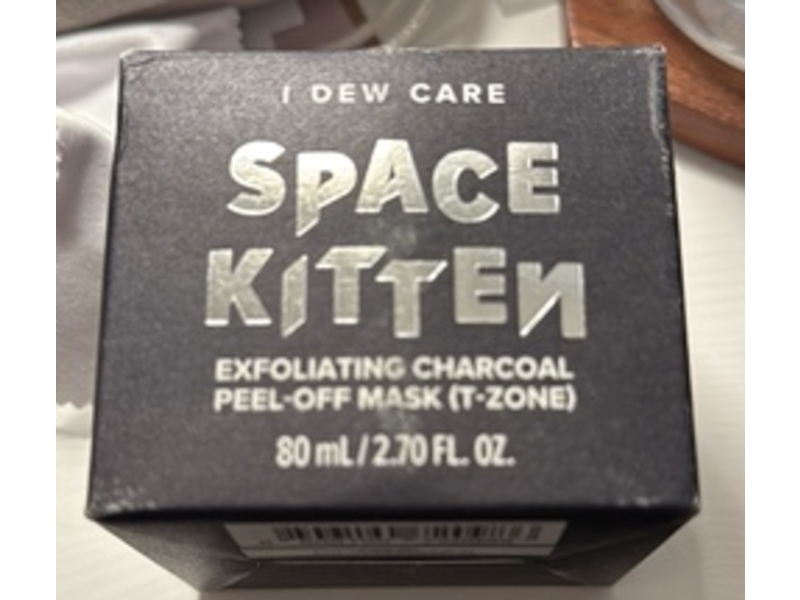 I DEW CARE
SPACE
KITTEN
EXFOLIATING CHARCOAL
PEEL-OFF MASK (T-ZONE)
80 mL / 2.70 FL. OZ.